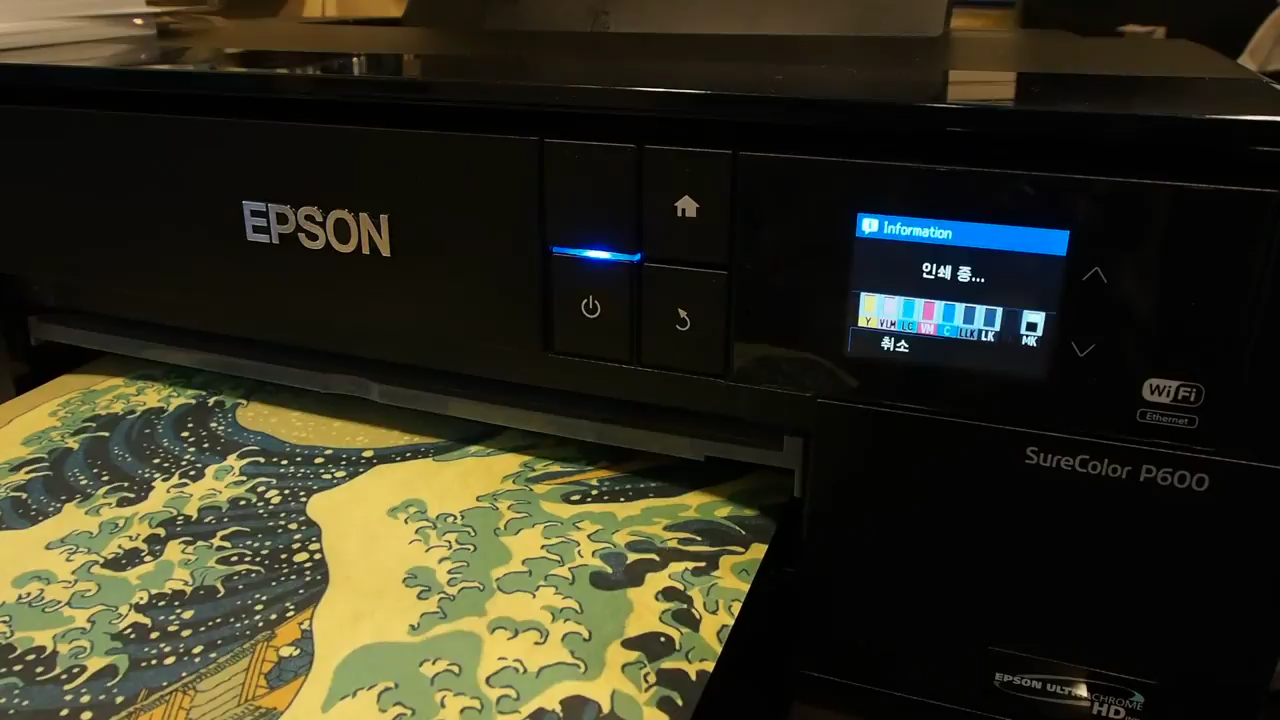 EPSON
Information
인쇄 중...
Y VLM LC VM C LLK LK MK
취소
WiFi
Ethernet
SureColor P600
EPSON ULTRACHROME
HD